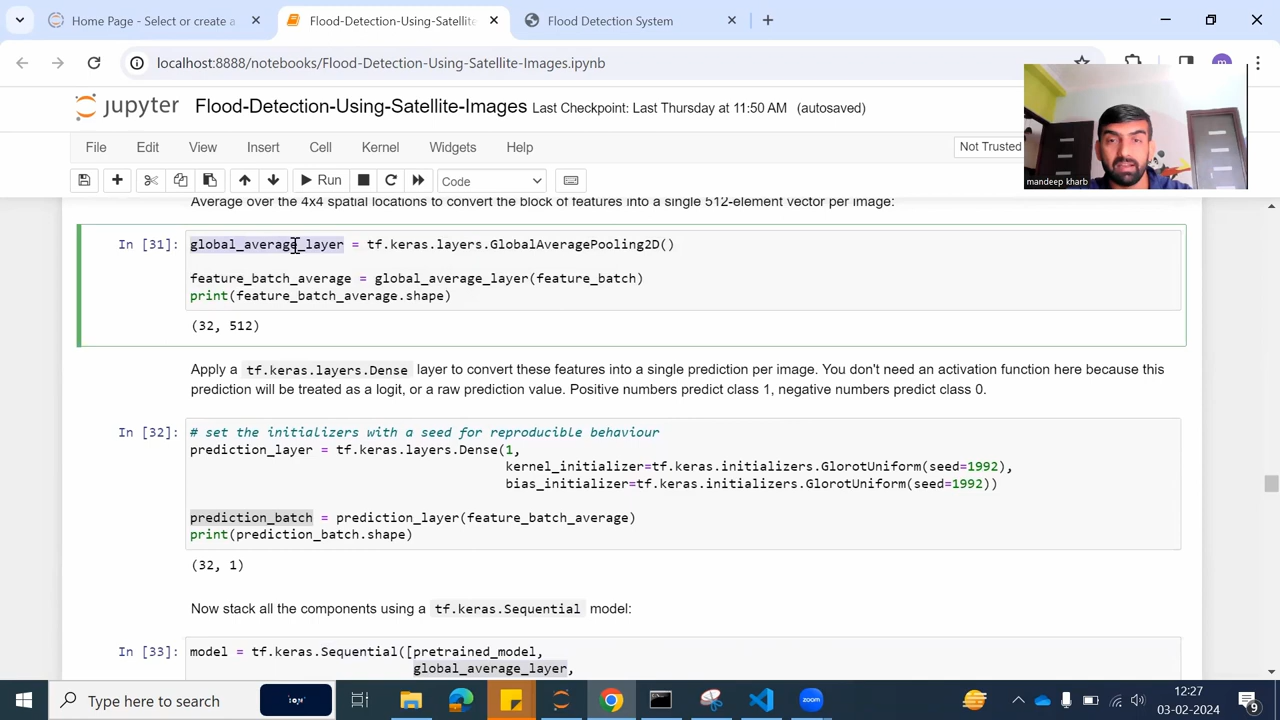 Home Page - Select or create a
Flood-Detection-Using-Satellite
Flood Detection System
localhost:8888/notebooks/Flood-Detection-Using-Satellite-Images.ipynb
jupyter Flood-Detection-Using-Satellite-Images Last Checkpoint: Last Thursday at 11:50 AM (autosaved)
File Edit View Insert Cell Kernel Widgets Help Not Trusted
Run Code
mandeep kharb
Average over the 4x4 spatial locations to convert the block of features into a single 512-element vector per image:
In [31]: global_average_layer = tf.keras.layers.GlobalAveragePooling2D()
feature_batch_average = global_average_layer(feature_batch)
print(feature_batch_average.shape)
(32, 512)
Apply a tf.keras.layers.Dense layer to convert these features into a single prediction per image. You don't need an activation function here because this
prediction will be treated as a logit, or a raw prediction value. Positive numbers predict class 1, negative numbers predict class 0.
In [32]: # set the initializers with a seed for reproducible behaviour
prediction_layer = tf.keras.layers.Dense(1,
kernel_initializer=tf.keras.initializers.GlorotUniform(seed=1992),
bias_initializer=tf.keras.initializers.GlorotUniform(seed=1992))
prediction_batch = prediction_layer(feature_batch_average)
print(prediction_batch.shape)
(32, 1)
Now stack all the components using a tf.keras.Sequential model:
In [33]: model = tf.keras.Sequential([pretrained_model,
global_average_layer,
Type here to search
zoom
12:27
03-02-2024
9